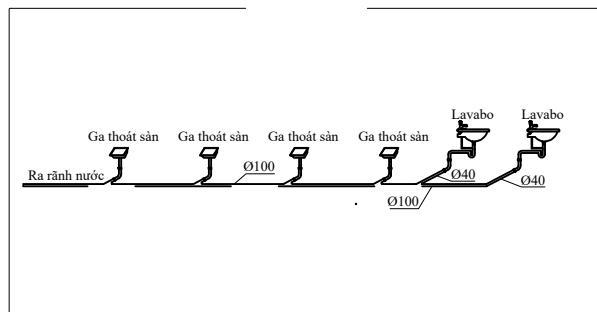 Lavabo
Lavabo
Ga thoát sàn
Ga thoát sàn
Ga thoát sàn
Ga thoát sàn
Ra rãnh nước
Ø100
Ø40
Ø40
Ø100